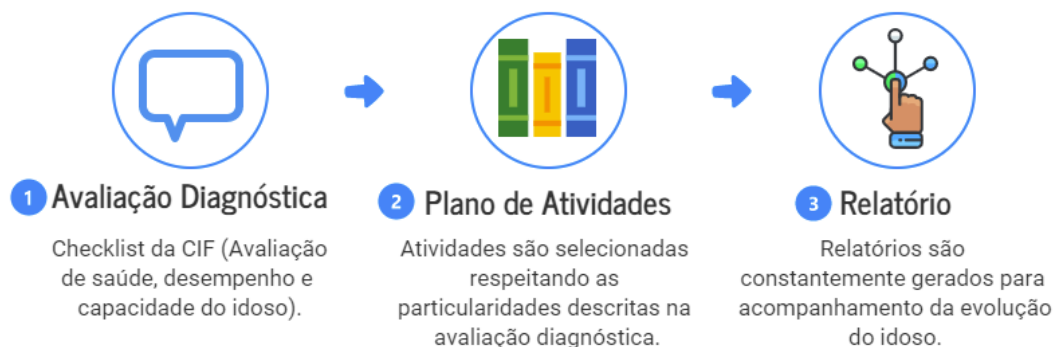 1 Avaliação Diagnóstica
Checklist da CIF (Avaliação
de saúde, desempenho e
capacidade do idoso).
2 Plano de Atividades
Atividades são selecionadas
respeitando as
particularidades descritas na
avaliação diagnóstica.
3 Relatório
Relatórios são
constantemente gerados para
acompanhamento da evolução
do idoso.